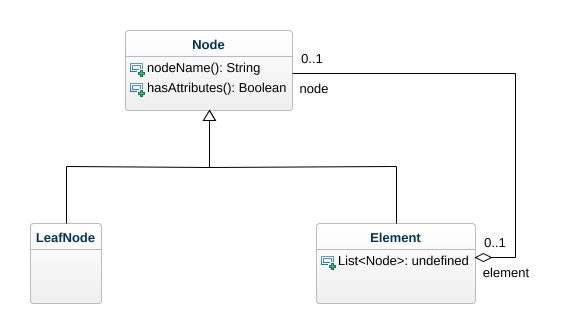 Node
0..1
nodeName(): String
hasAttributes(): Boolean
node
LeafNode
Element
0..1
List<Node>: undefined
element